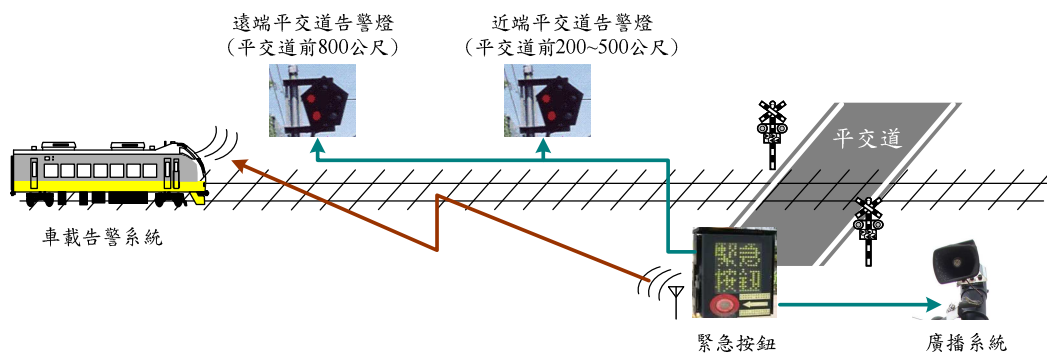 遠端平交道告警燈
(平交道前800公尺)
近端平交道告警燈
(平交道前200~500公尺)
平交道
車載告警系統
緊急
按鈕
緊急按鈕
廣播系統